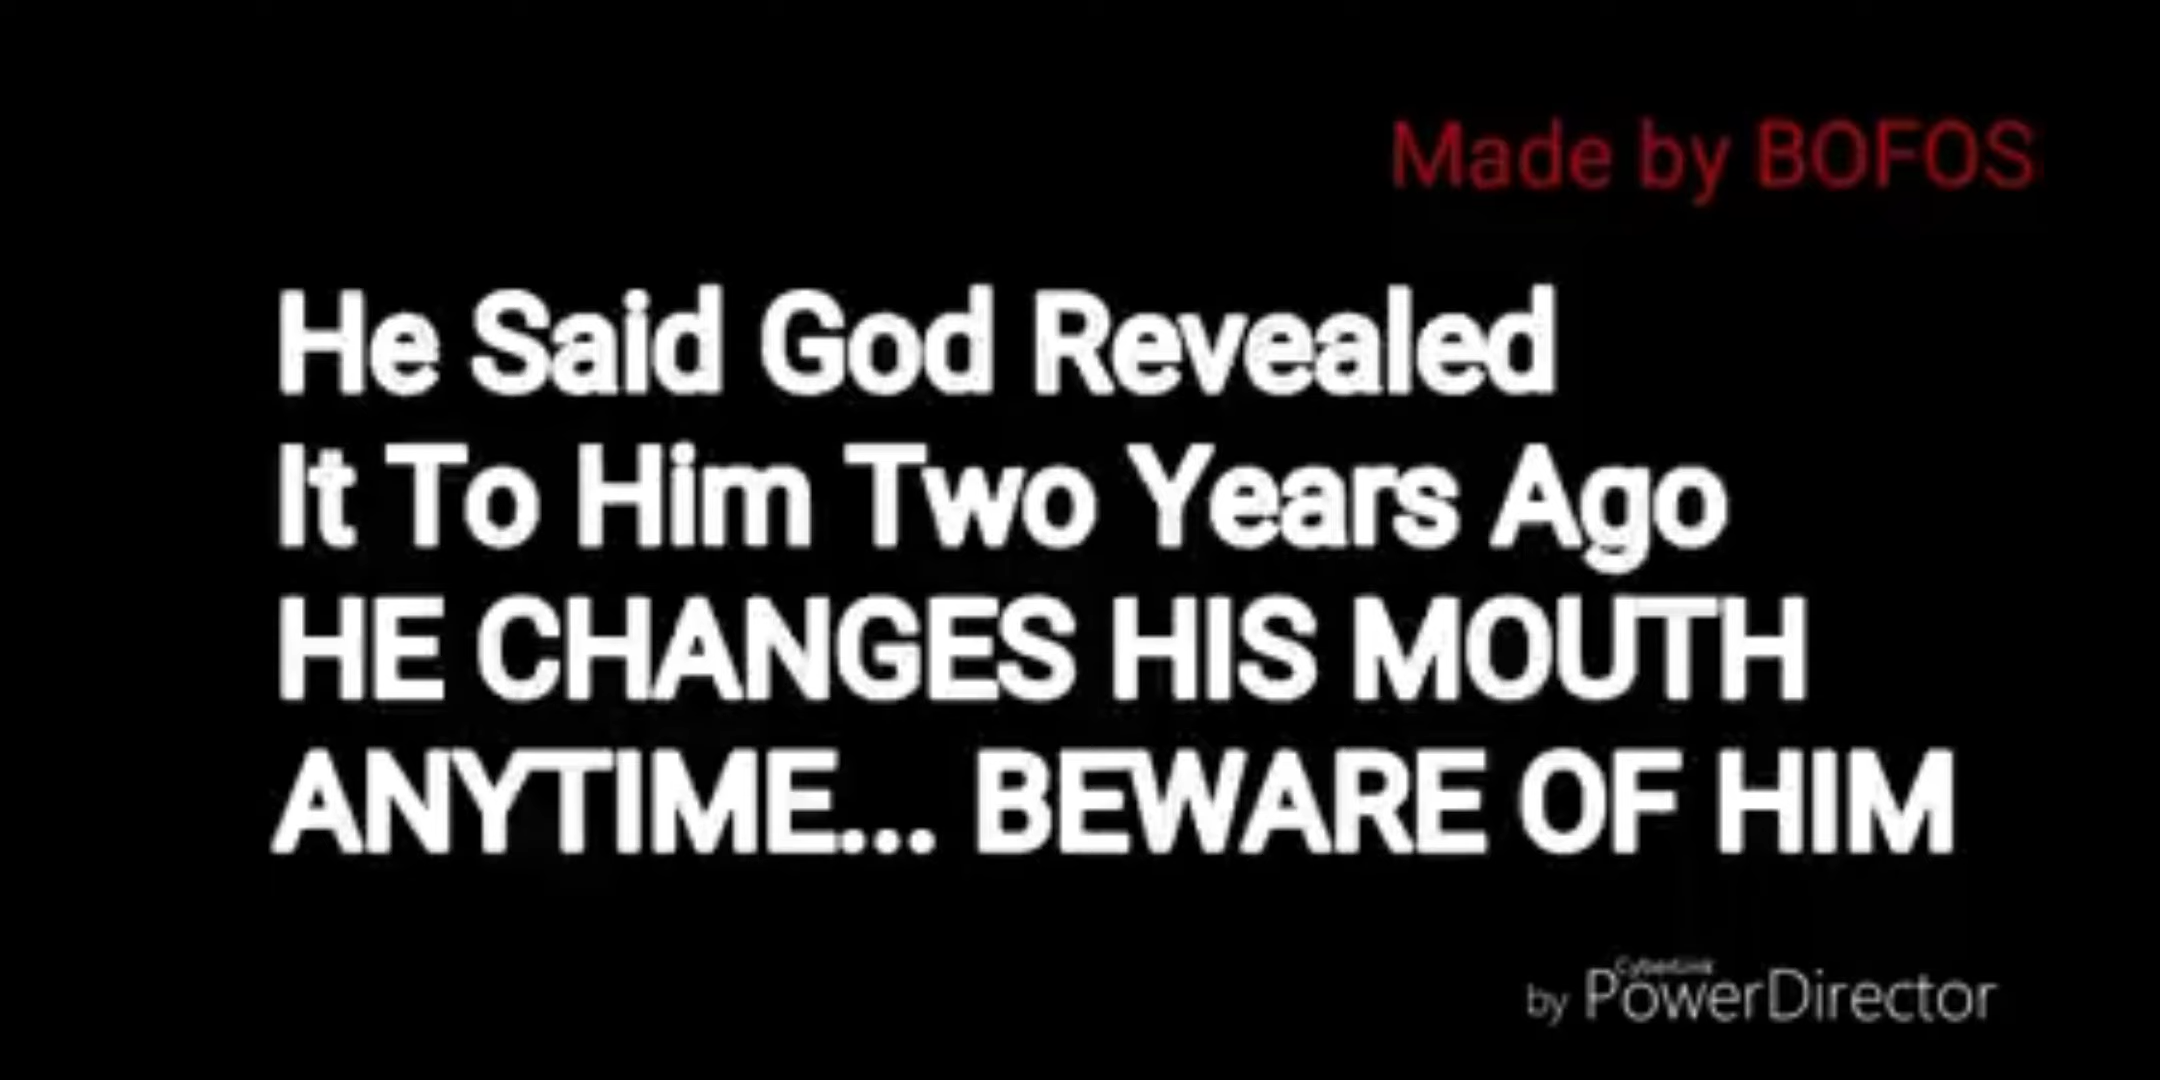 Made by BOFOS
He Said God Revealed
It To Him Two Years Ago
HE CHANGES HIS MOUTH
ANYTIME... BEWARE OF HIM
CyberLink
by PowerDirector